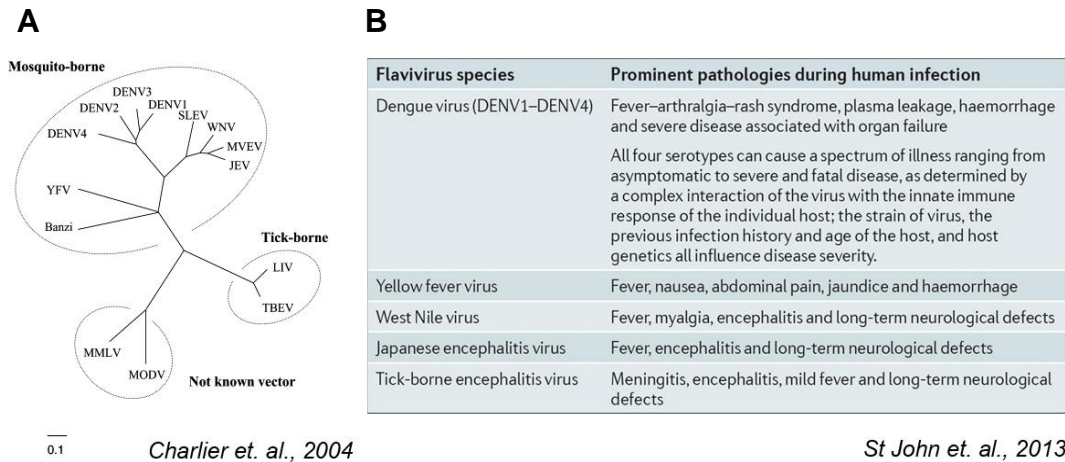 A
B
Mosquito-borne
DENV3
DENV2
DENV1
SLEV
DENV4
WNV
MVEV
JEV
YFV
Banzi
Tick-borne
LIV
TBEV
MMLV
MODV
Not known vector
0.1
Charlier et. al., 2004
Flavivirus species
Prominent pathologies during human infection
Dengue virus (DENV1–DENV4)
Fever–arthralgia–rash syndrome, plasma leakage, haemorrhage
and severe disease associated with organ failure
All four serotypes can cause a spectrum of illness ranging from
asymptomatic to severe and fatal disease, as determined by
a complex interaction of the virus with the innate immune
response of the individual host; the strain of virus, the
previous infection history and age of the host, and host
genetics all influence disease severity.
Yellow fever virus
Fever, nausea, abdominal pain, jaundice and haemorrhage
West Nile virus
Fever, myalgia, encephalitis and long-term neurological defects
Japanese encephalitis virus
Fever, encephalitis and long-term neurological defects
Tick-borne encephalitis virus
Meningitis, encephalitis, mild fever and long-term neurological
defects
St John et. al., 2013